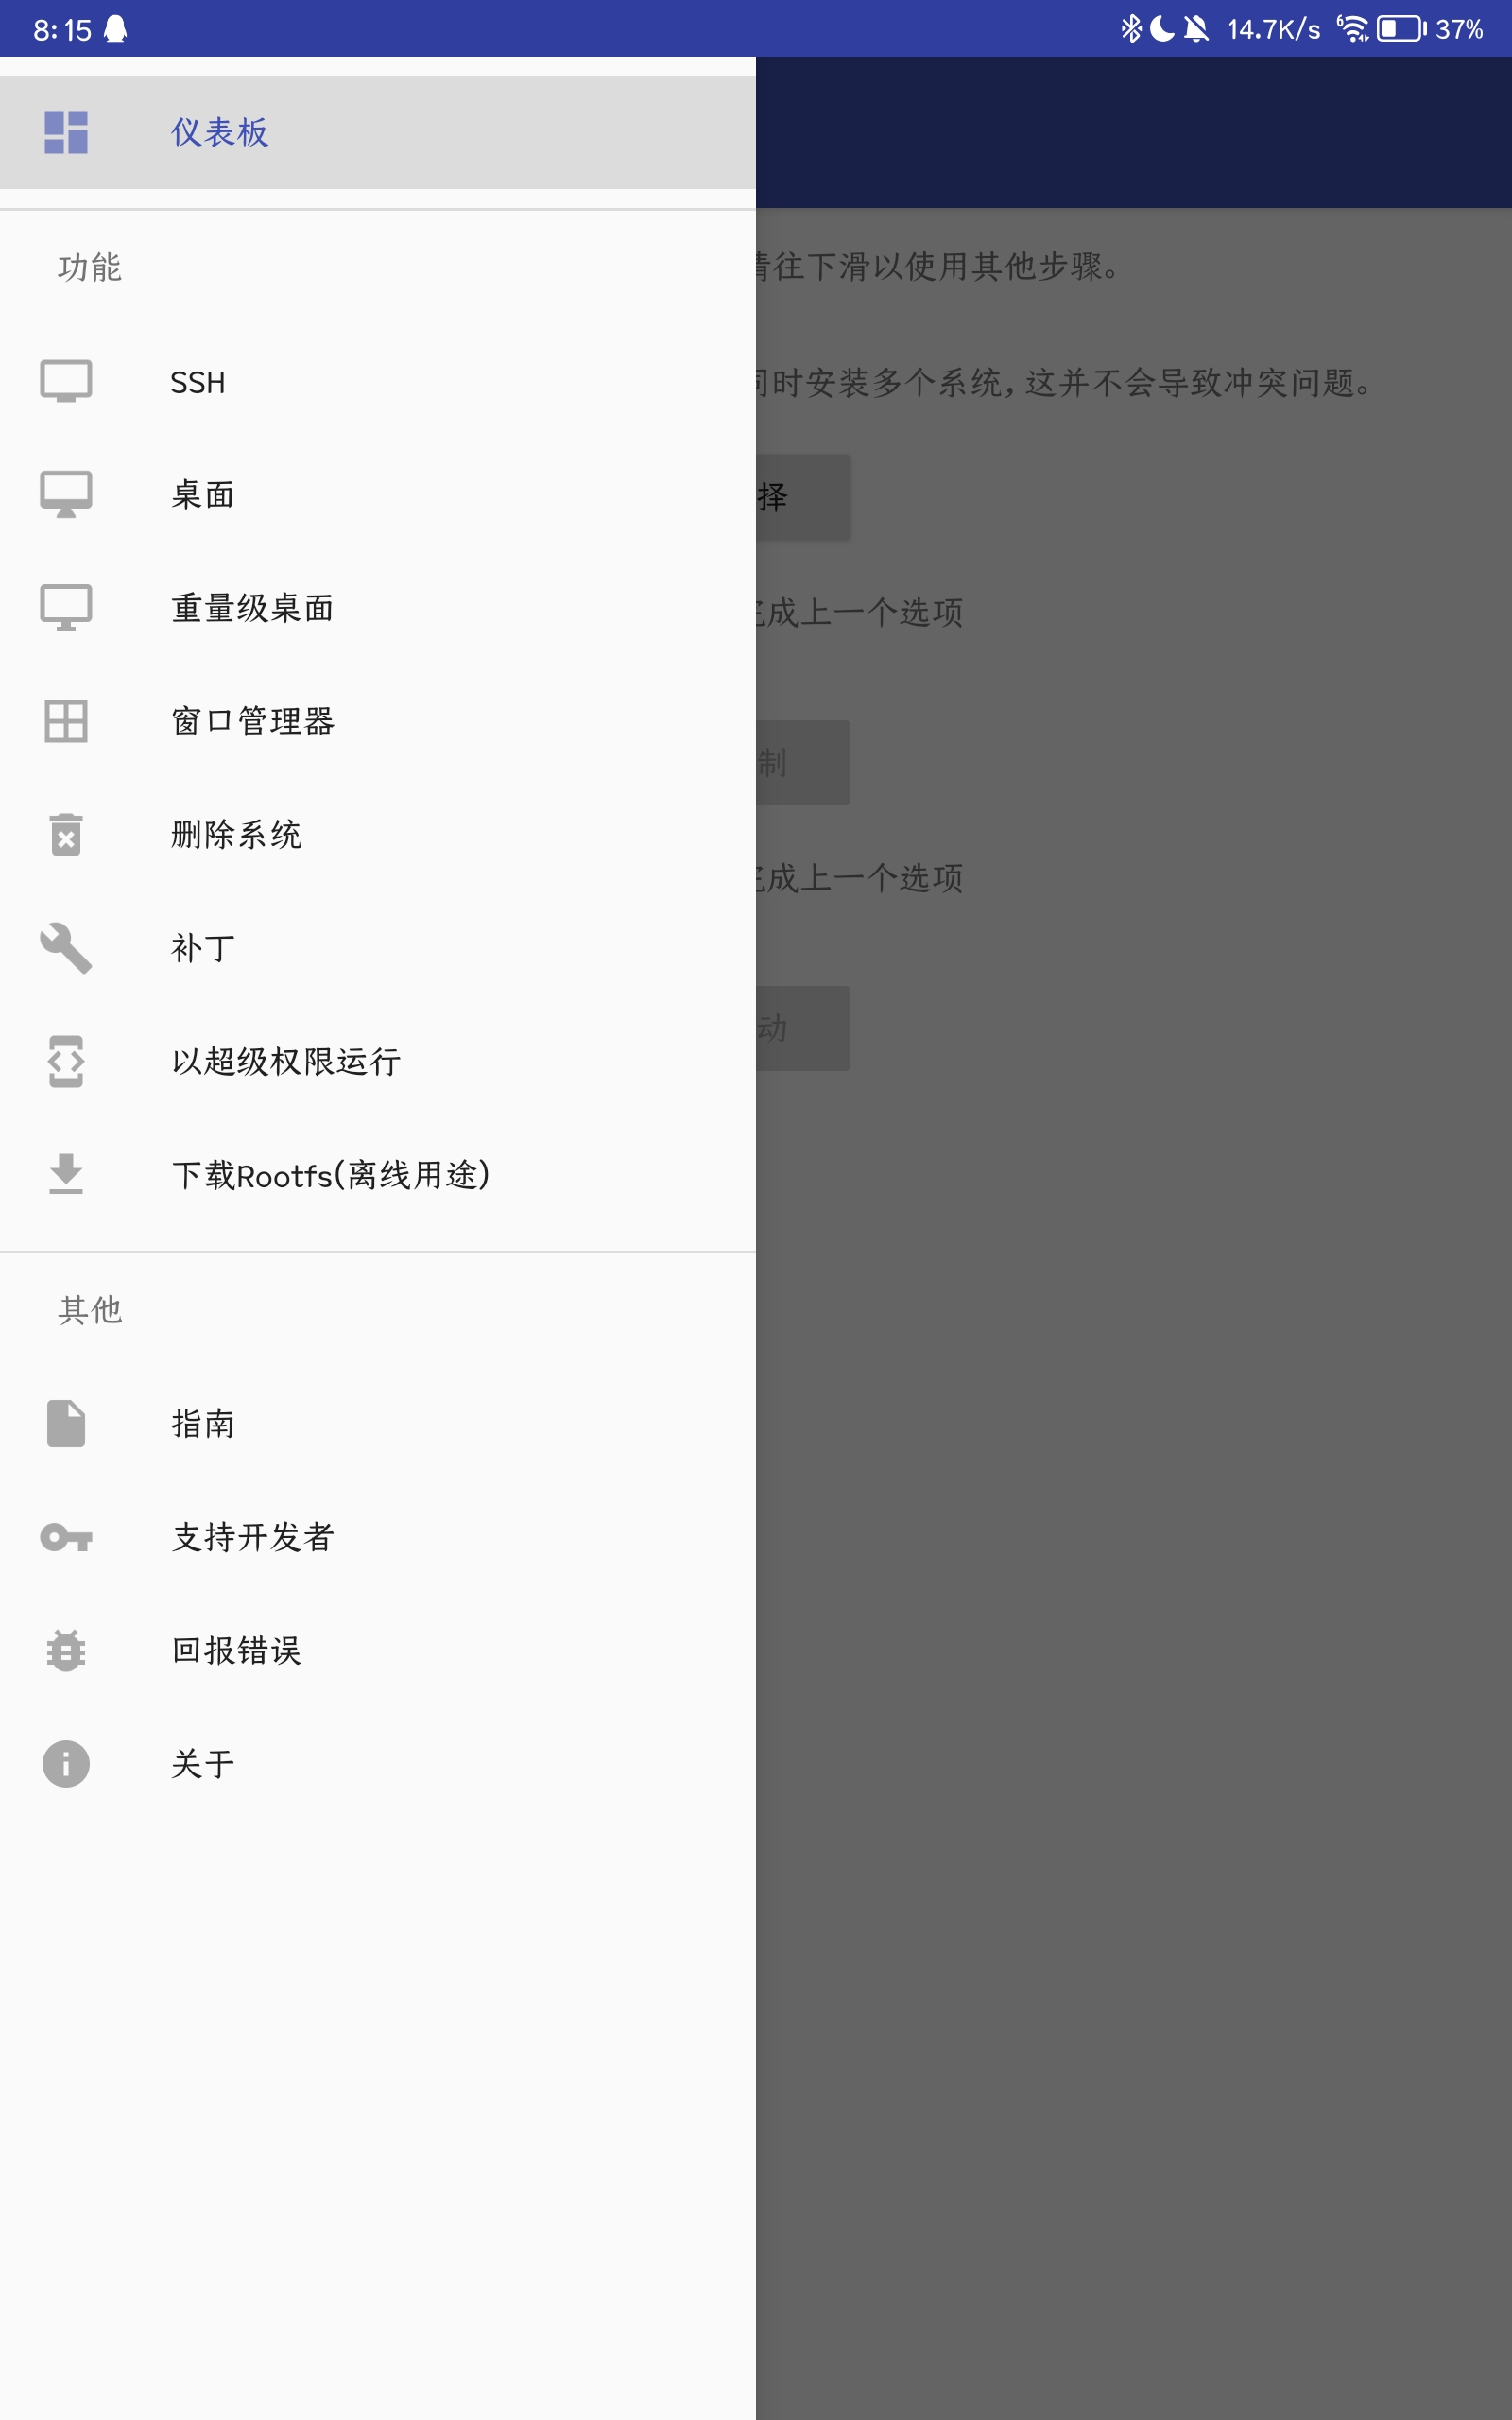 8:15 14.7K/s 6 37%
仪表板
功能
SSH
桌面
重量级桌面
窗口管理器
删除系统
补丁
以超级权限运行
下载Rootfs(离线用途)
其他
指南
支持开发者
回报错误
关于
往下滑以使用其他步骤。
时安装多个系统,这并不会导致冲突问题。
择
成上一个选项
制
成上一个选项
动